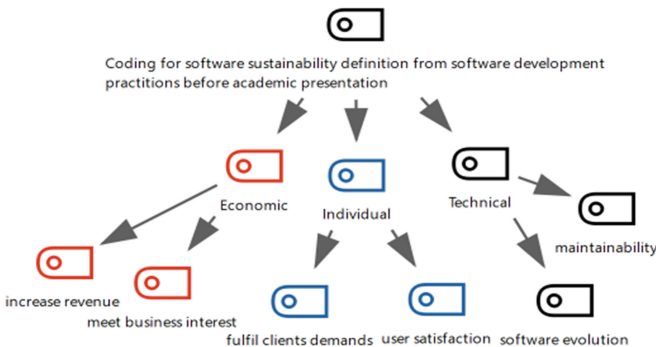 Coding for software sustainability definition from software development
practitions before academic presentation
Economic
Individual
Technical
maintainability
increase revenue
meet business interest
fulfil clients demands
user satisfaction
software evolution